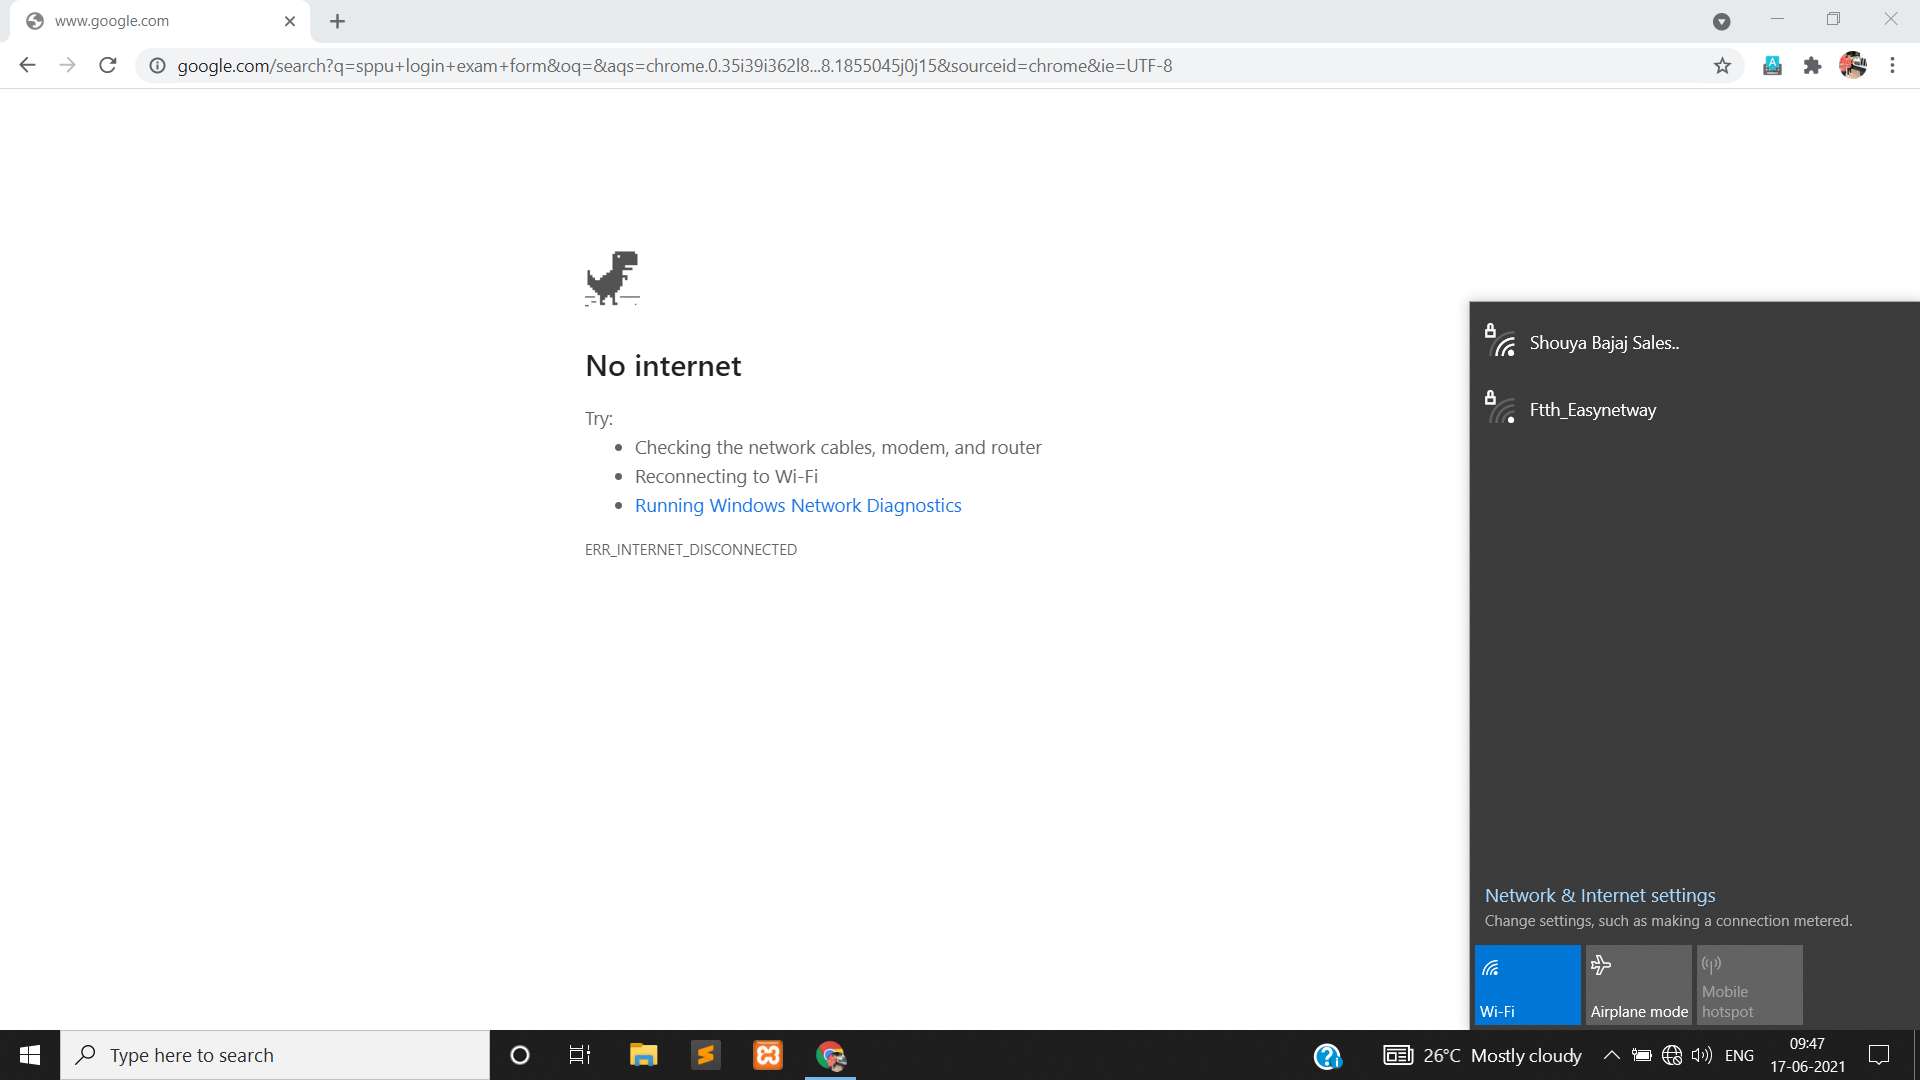 www.google.com
google.com/search?q=sppu+login+exam+form&oq=&aqs=chrome.0.35i39i362l8...8.1855045j0j15&sourceid=chrome&ie=UTF-8
No internet
Try:
Checking the network cables, modem, and router
Reconnecting to Wi-Fi
Running Windows Network Diagnostics
ERR_INTERNET_DISCONNECTED
Shouya Bajaj Sales..
Ftth_Easynetway
Network & Internet settings
Change settings, such as making a connection metered.
Wi-Fi
Airplane mode
Mobile
hotspot
Type here to search
26°C Mostly cloudy
ENG
09:47
17-06-2021